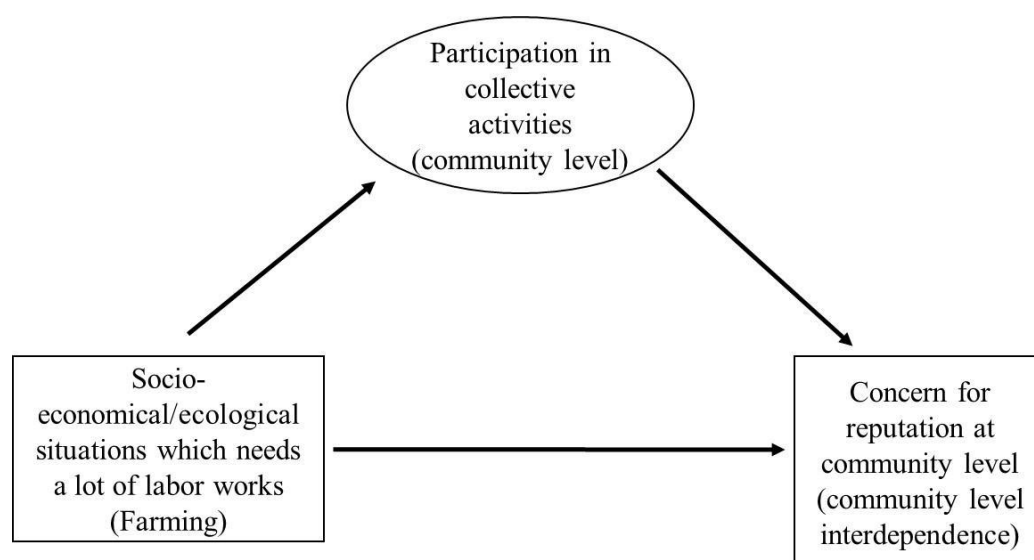 Participation in
collective
activities
(community level)
Socio-
economical/ecological
situations which needs
a lot of labor works
(Farming)
Concern for
reputation at
community level
(community level
interdependence)